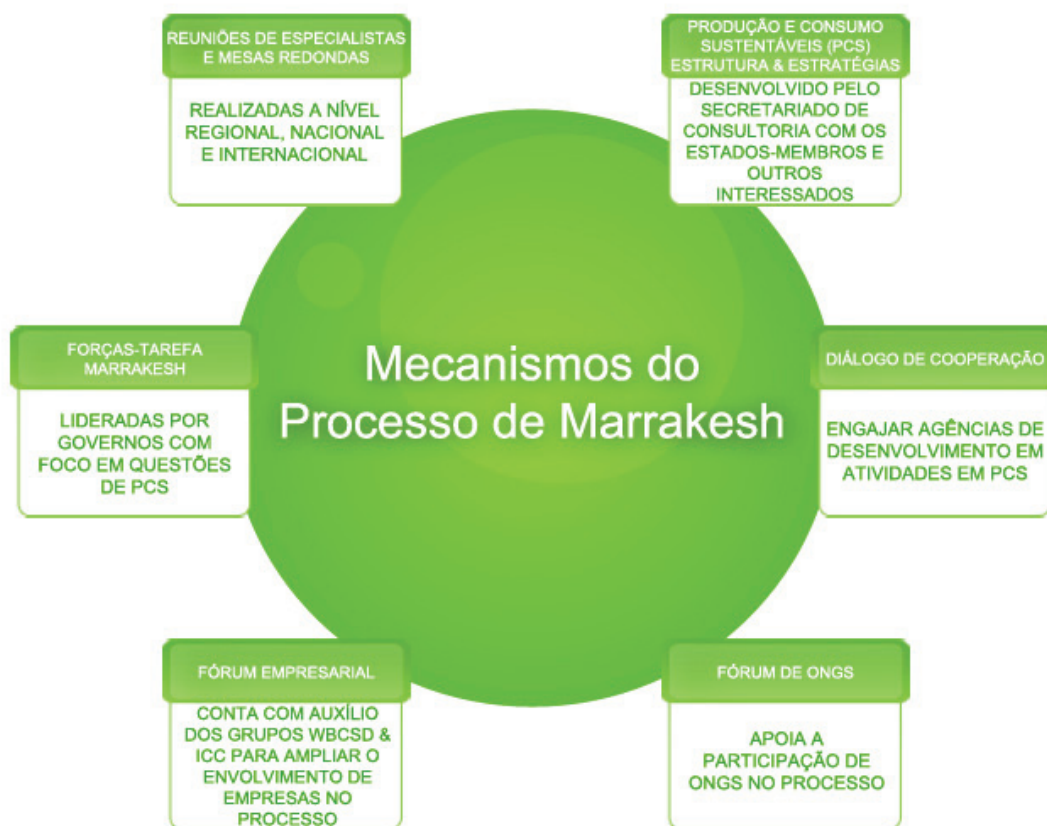 REUNIÕES DE ESPECIALISTAS
E MESAS REDONDAS
REALIZADAS A NÍVEL
REGIONAL, NACIONAL
E INTERNACIONAL
PRODUÇÃO E CONSUMO
SUSTENTÁVEIS (PCS)
ESTRUTURA & ESTRATÉGIAS
DESENVOLVIDO PELO
SECRETARIADO DE
CONSULTORIA COM OS
ESTADOS-MEMBROS E
OUTROS
INTERESSADOS
FORÇAS-TAREFA
MARRAKESH
LIDERADAS POR
GOVERNOS COM
FOCO EM QUESTÕES
DE PCS
Mecanismos do
Processo de Marrakesh
DIÁLOGO DE COOPERAÇÃO
ENGAJAR AGÊNCIAS DE
DESENVOLVIMENTO EM
ATIVIDADES EM PCS
FÓRUM EMPRESARIAL
CONTA COM AUXÍLIO
DOS GRUPOS WBCSD &
ICC PARA AMPLIAR O
ENVOLVIMENTO DE
EMPRESAS NO
PROCESSO
FÓRUM DE ONGS
APOIA A
PARTICIPAÇÃO DE
ONGS NO PROCESSO